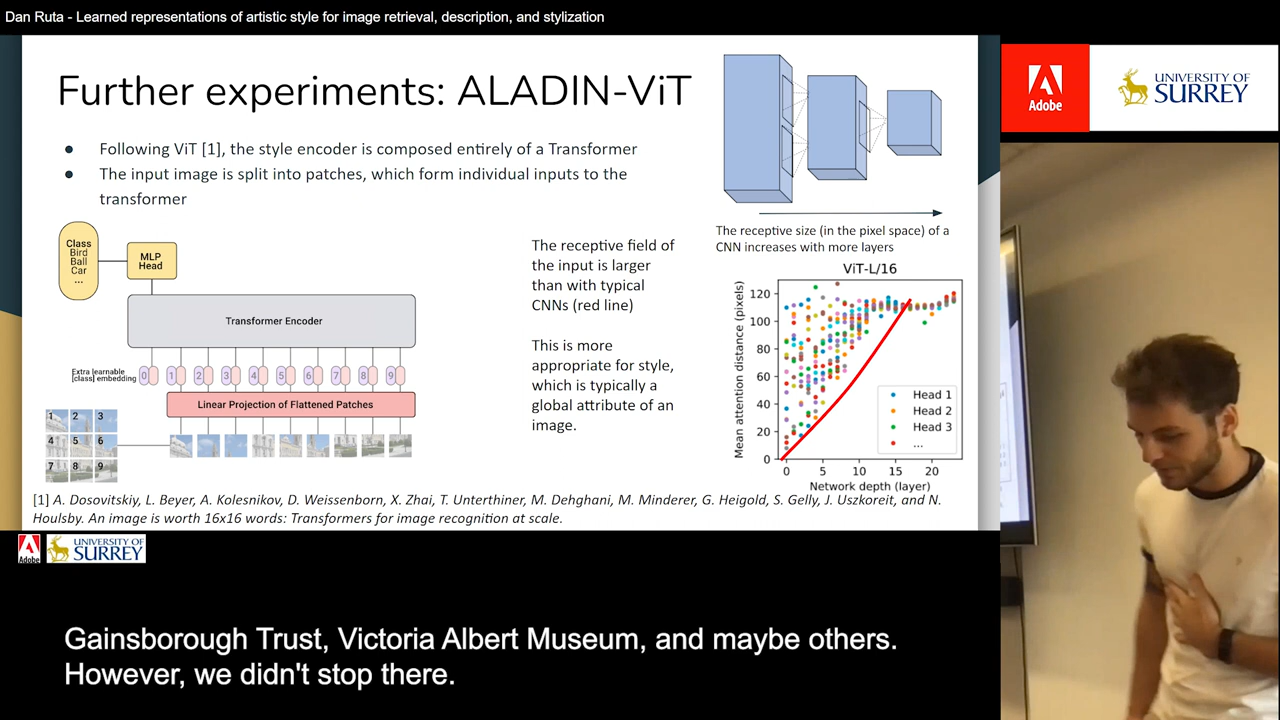 Dan Ruta - Learned representations of artistic style for image retrieval, description, and stylization
Further experiments: ALADIN-ViT
● Following ViT [1], the style encoder is composed entirely of a Transformer
● The input image is split into patches, which form individual inputs to the
transformer
Class
Bird
Ball
Car
...
MLP
Head
Transformer Encoder
Extra learnable
[class] embedding
0 1 2 3 4 5 6 7 8 9
Linear Projection of Flattened Patches
1 2 3
4 5 6
7 8 9
The receptive field of
the input is larger
than with typical
CNNs (red line)
This is more
appropriate for style,
which is typically a
global attribute of an
image.
The receptive size (in the pixel space) of a
CNN increases with more layers
ViT-L/16
Mean attention distance (pixels)
120
100
80
60
40
20
0
Head 1
Head 2
Head 3
...
0 5 10 15 20
Network depth (layer)
[1] A. Dosovitskiy, L. Beyer, A. Kolesnikov, D. Weissenborn, X. Zhai, T. Unterthiner, M. Dehghani, M. Minderer, G. Heigold, S. Gelly, J. Uszkoreit, and N.
Houlsby. An image is worth 16x16 words: Transformers for image recognition at scale.
Adobe
UNIVERSITY OF
SURREY
Adobe
UNIVERSITY OF
SURREY
Gainsborough Trust, Victoria Albert Museum, and maybe others.
However, we didn't stop there.